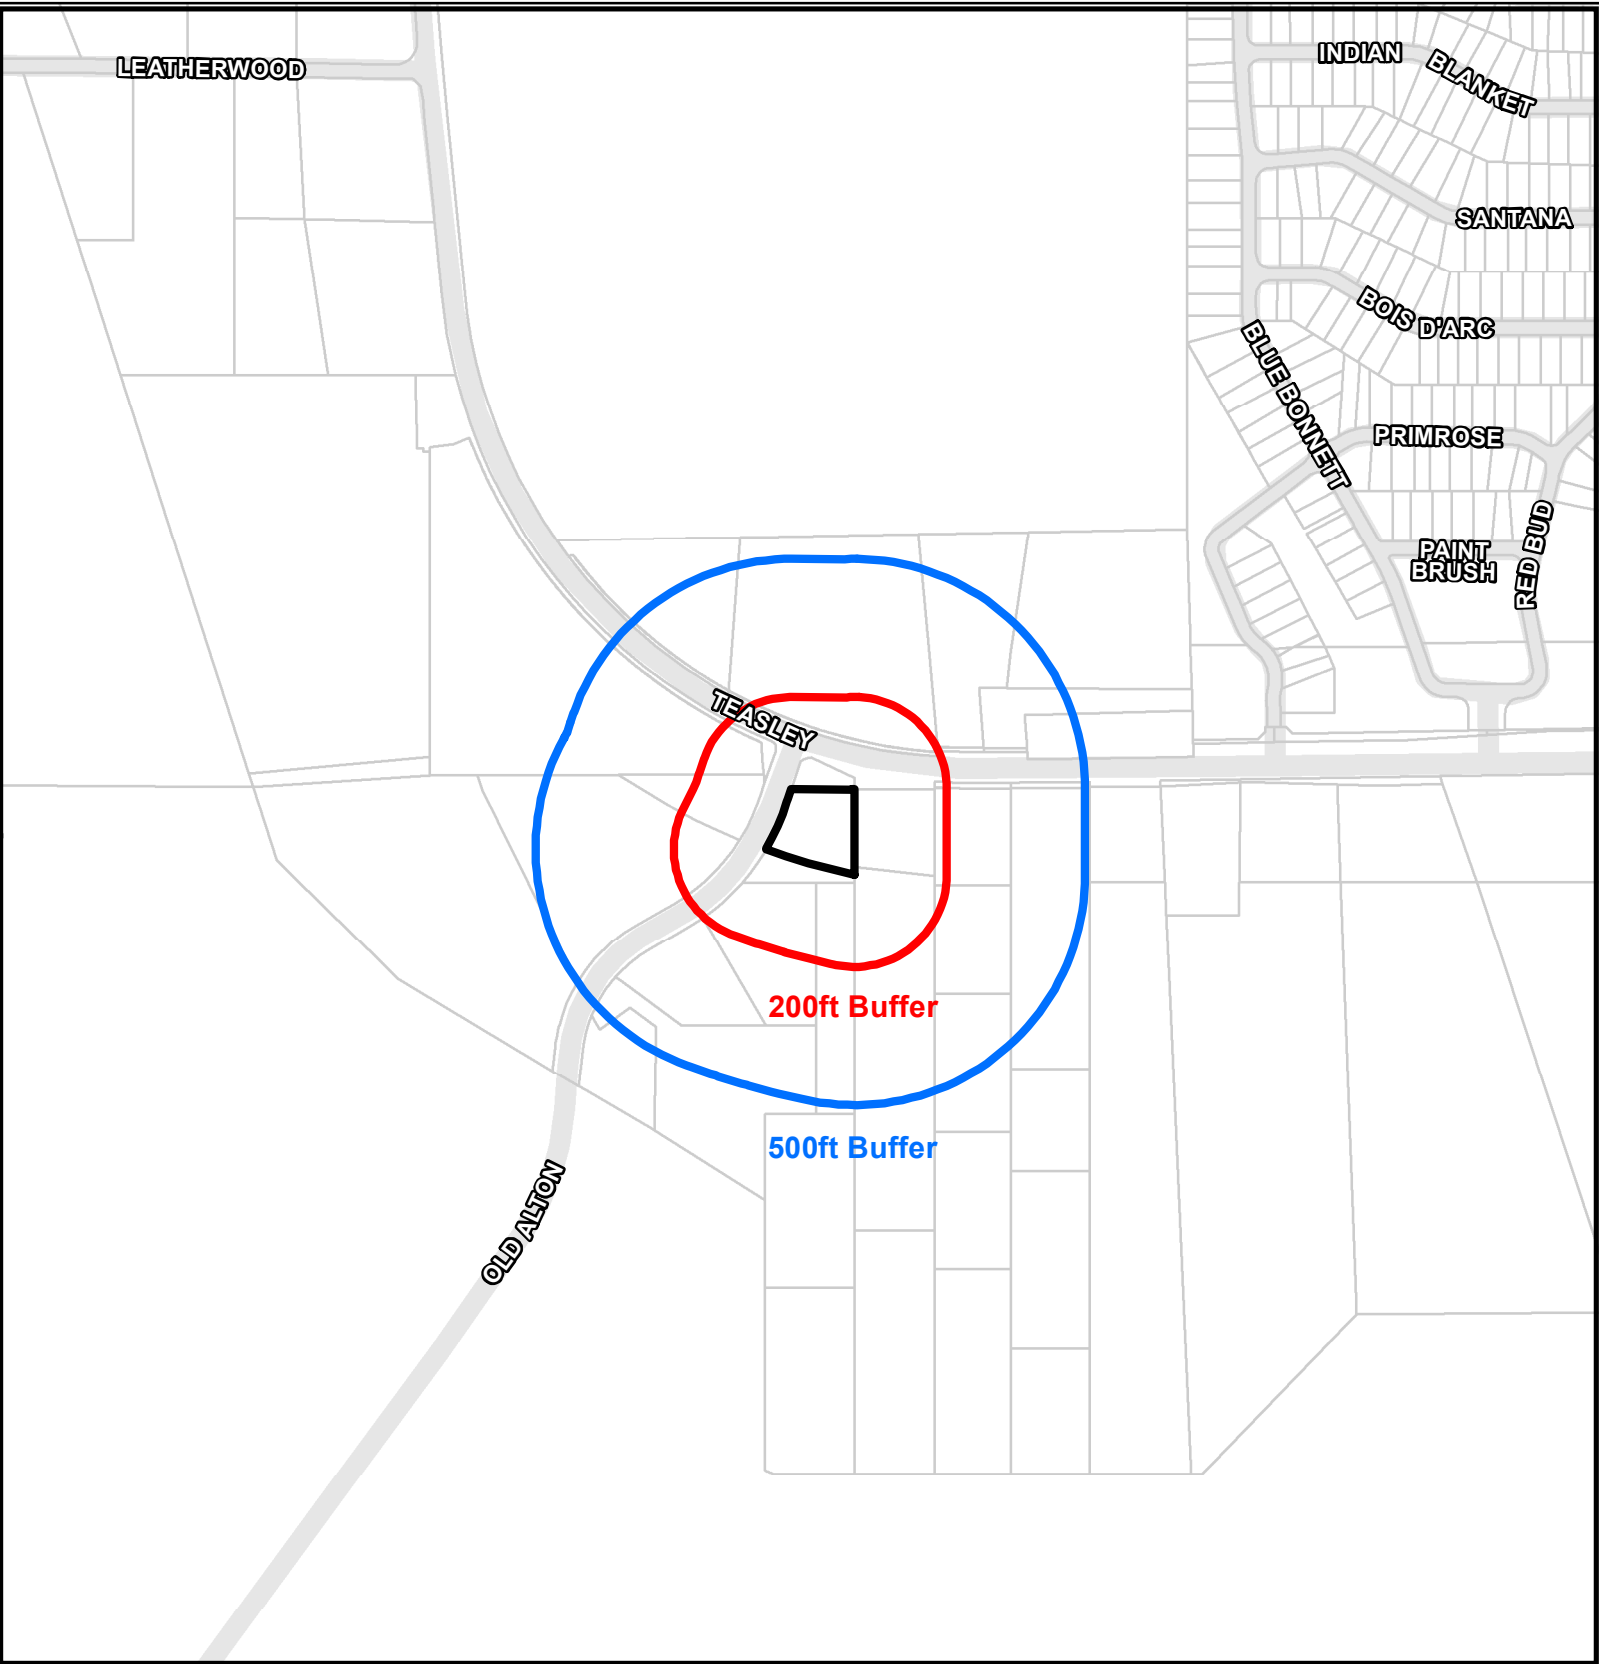 LEATHERWOOD
INDIAN
BLANKET
SANTANA
BOIS
D'ARC
BLUE BONNETT
PRIMROSE
RED BUD
PAINT
BRUSH
TEASLEY
200ft Buffer
500ft Buffer
OLD ALTON